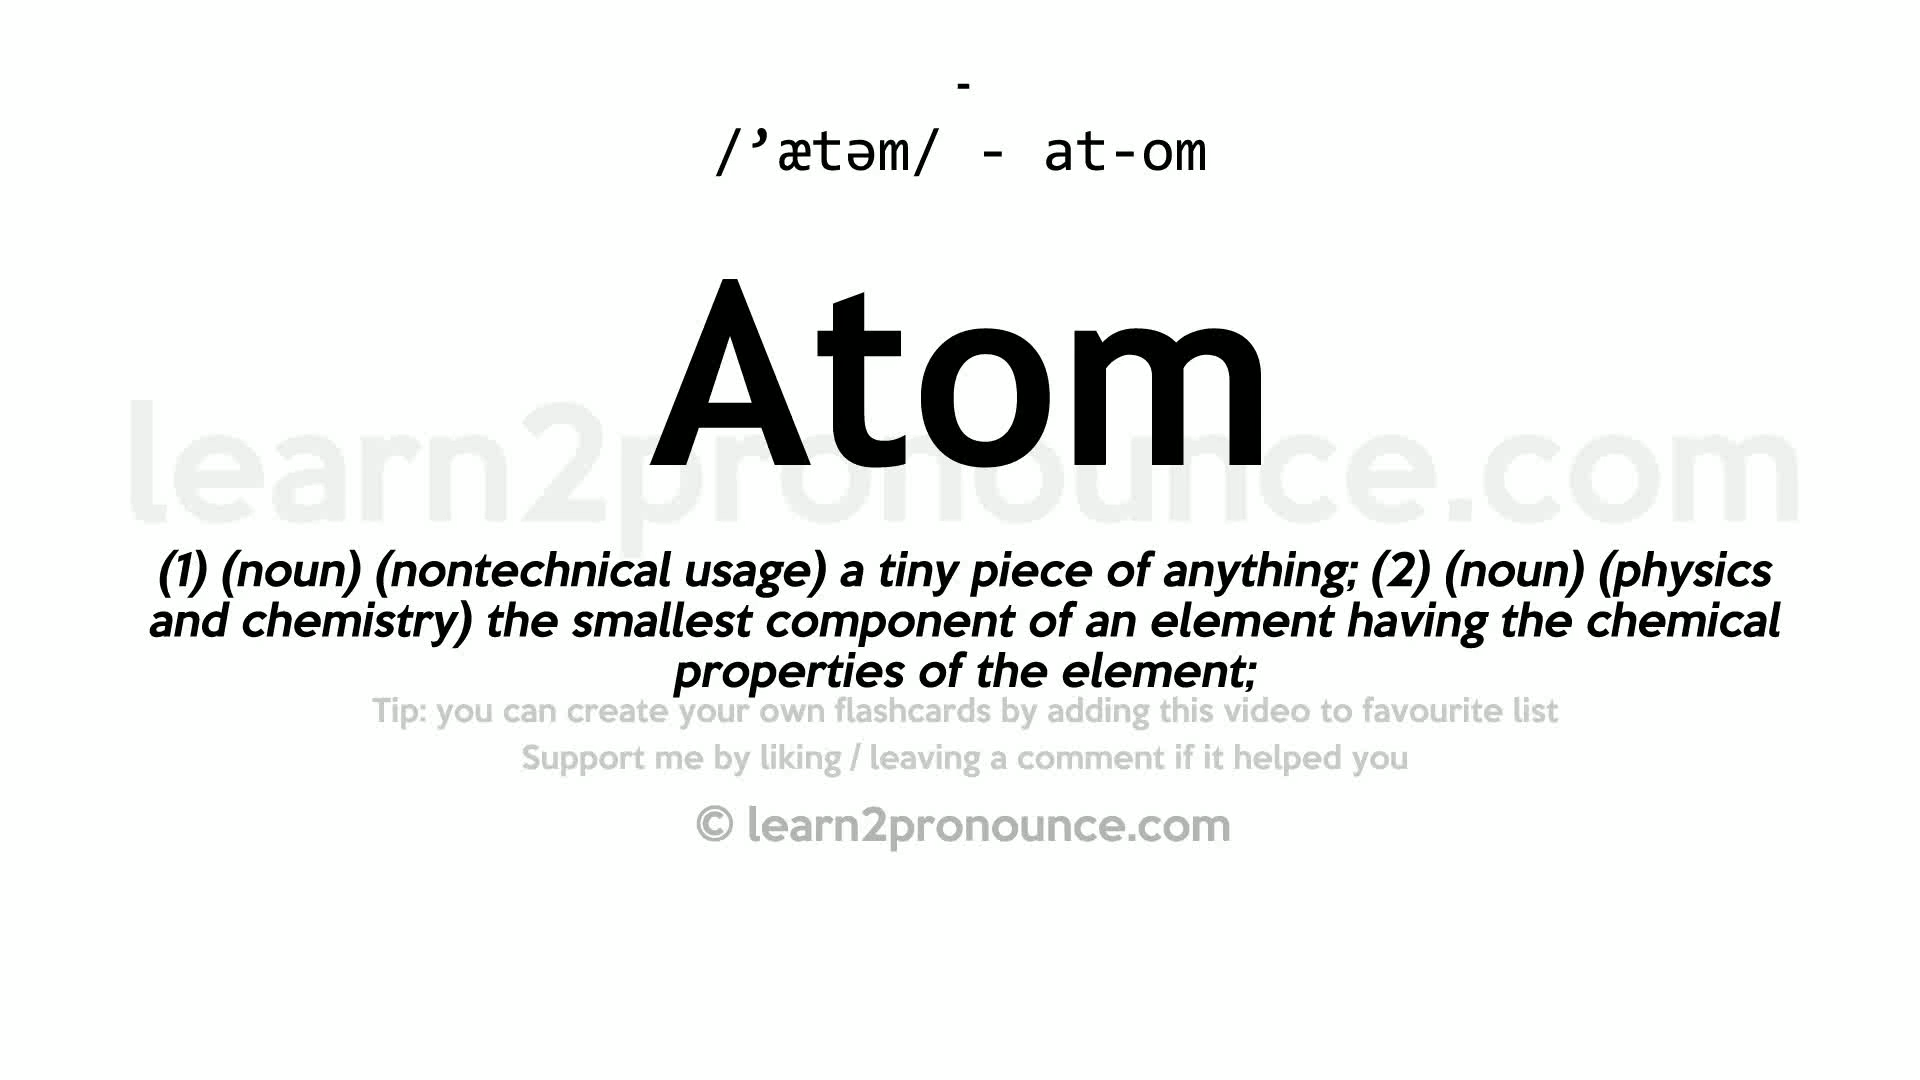 -
/’ætəm/ - at-om
Atom
learn2pronounce.com
(1) (noun) (nontechnical usage) a tiny piece of anything; (2) (noun) (physics
and chemistry) the smallest component of an element having the chemical
properties of the element;
Tip: you can create your own flashcards by adding this video to favourite list
Support me by liking / leaving a comment if it helped you
© learn2pronounce.com